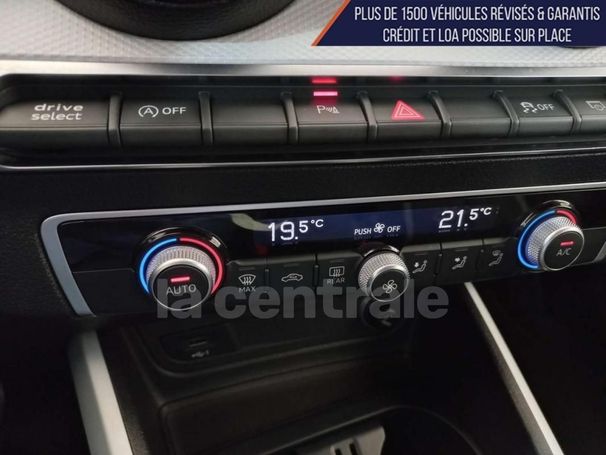 PLUS DE 1500 VÉHICULES RÉVISÉS & GARANTIS
CRÉDIT ET LOA POSSIBLE SUR PLACE
drive select
A OFF
P
OFF
19.5°C
PUSH OFF
21.5°C
AUTO
MAX
REAR
A/C
la centrale